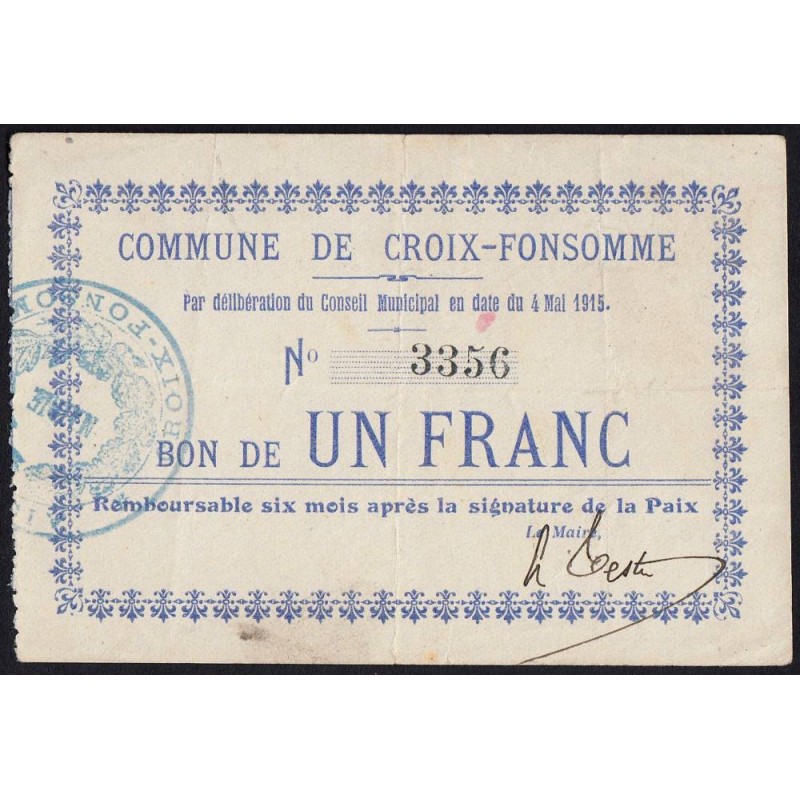 COMMUNE DE CROIX-FONSOMME
Par délibération du Conseil Municipal en date du 4 Mai 1915.
Nº 3356
BON DE UN FRANC
Remboursable six mois après la signature de la Paix
Le Maire,